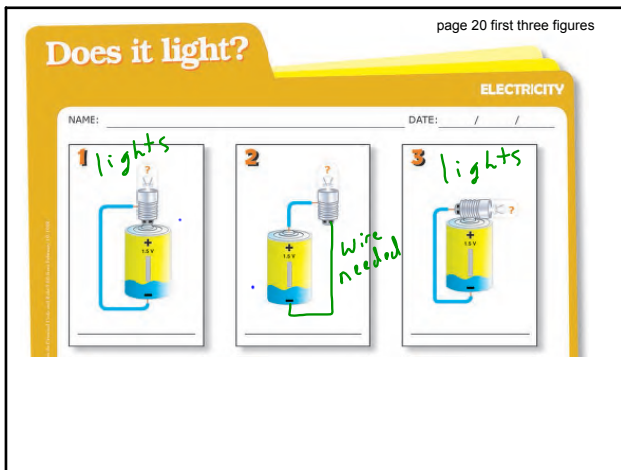 page 20 first three figures
Does it light?
ELECTRICITY
NAME:
DATE: / /
1
lights
?
+
1.5 V
-
2
?
+
1.5 V
-
wire
needed
3
lights
?
+
1.5 V
-